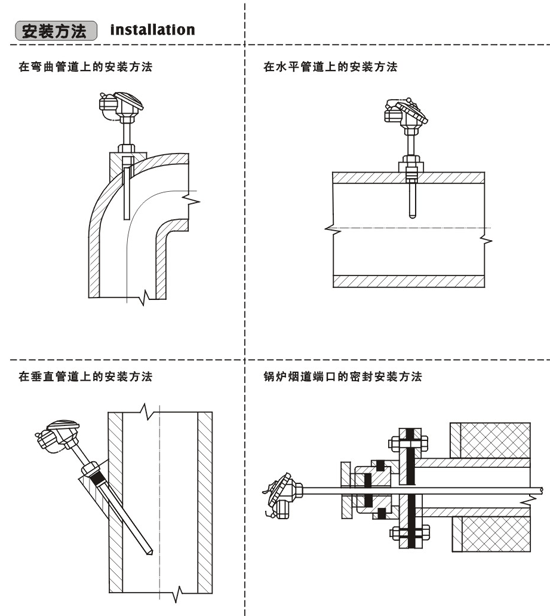 安装方法 Installation
在弯曲管道上的安装方法
在水平管道上的安装方法
在垂直管道上的安装方法
锅炉烟道端口的密封安装方法